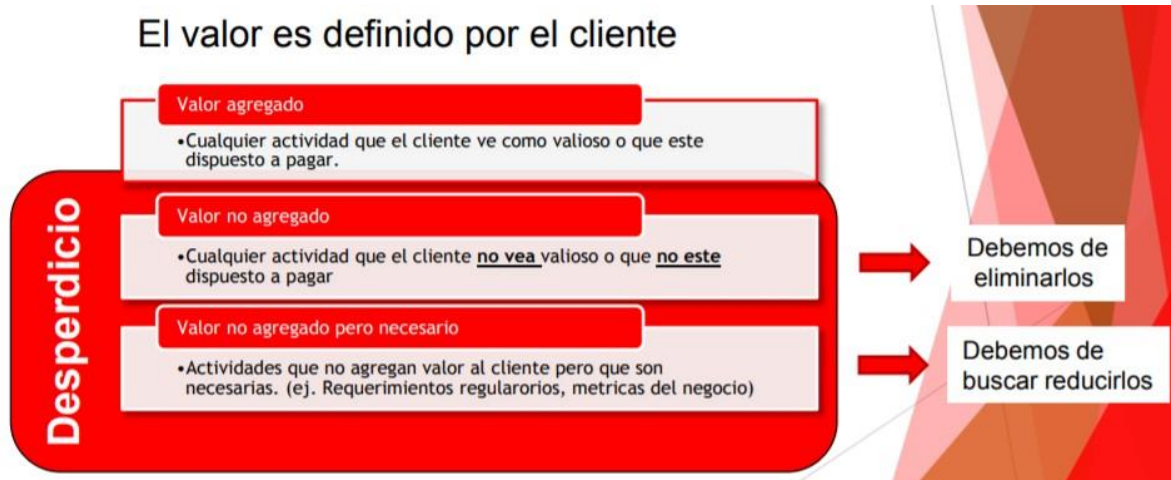 El valor es definido por el cliente
Valor agregado
•Cualquier actividad que el cliente ve como valioso o que este
dispuesto a pagar.
Desperdicio
Valor no agregado
•Cualquier actividad que el cliente no vea valioso o que no este
dispuesto a pagar
Debemos de
eliminarlos
Valor no agregado pero necesario
•Actividades que no agregan valor al cliente pero que son
necesarias. (ej. Requerimientos regularorios, metricas del negocio)
Debemos de
buscar reducirlos